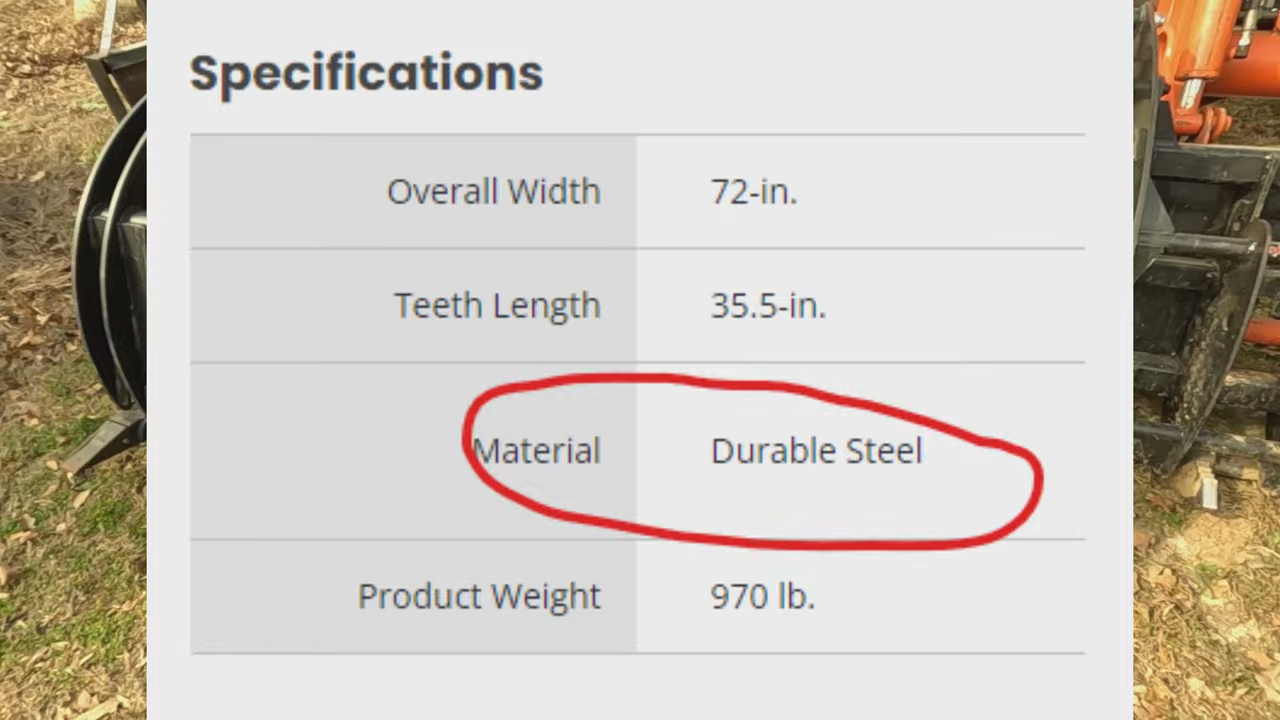 Specifications
Overall Width 72-in.
Teeth Length 35.5-in.
Material Durable Steel
Product Weight 970 lb.